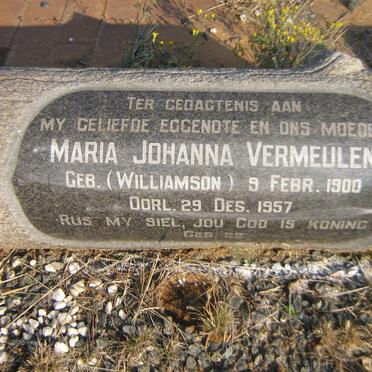 TER GEDAGTENIS AAN
MY GELIEFDE EGGENOTE EN ONS MOEDE
MARIA JOHANNA VERMEULEN
GEB. (WILLIAMSON) 9 FEBR. 1900
OORL. 29 DES. 1957
RUS MY SIEL, JOU GOD IS KONING